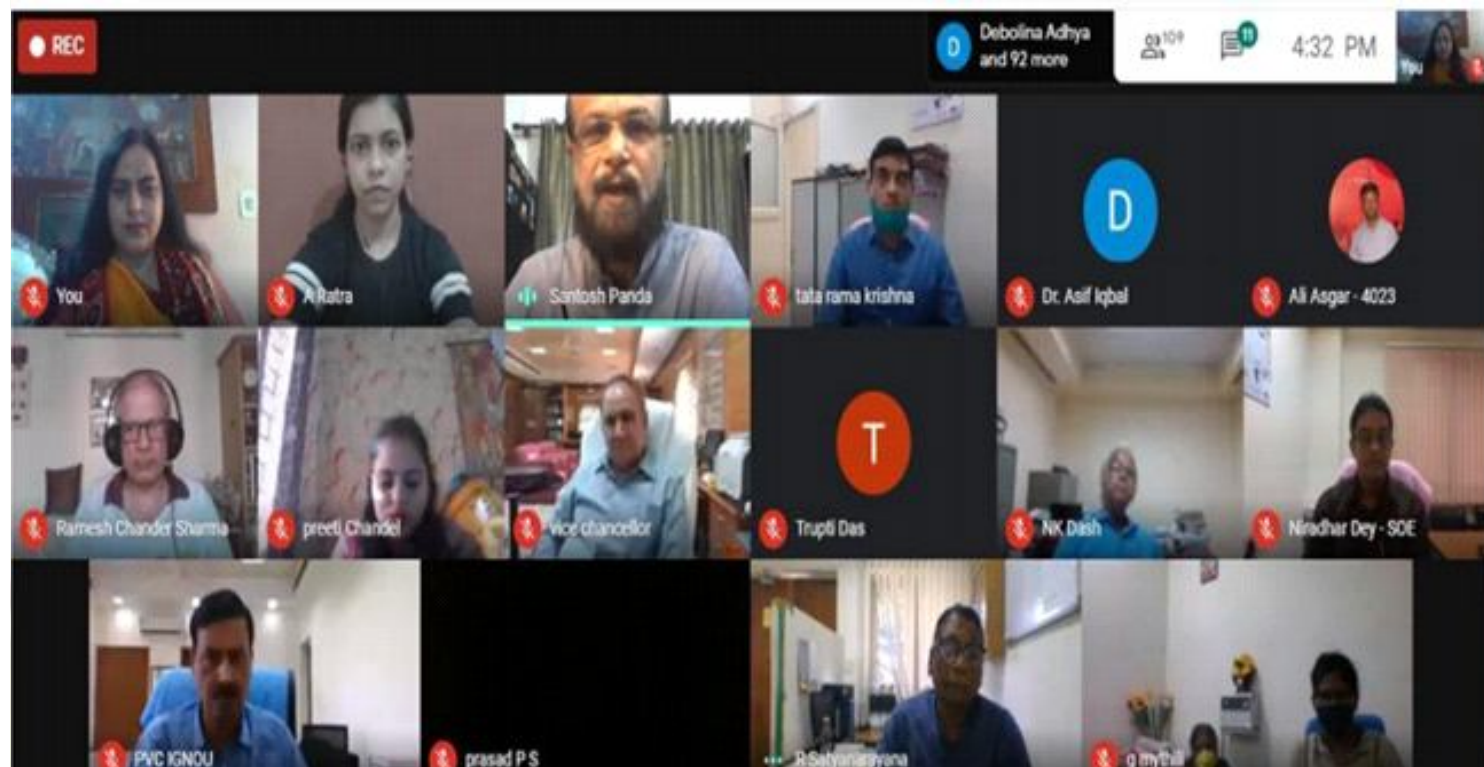 REC
D
Debolina Adhya
and 92 more
109
11
4:32 PM
You
You
A Ratra
Santosh Panda
tata rama krishna
D
Dr. Asif Iqbal
Ali Asgar - 4023
Ramesh Chander Sharma
preeti Chandel
vice chancellor
T
Trupti Das
NK Dash
Niradhar Dey - SOE
PVC IGNOU
prasad P S
R Satyanarayana
g mythili